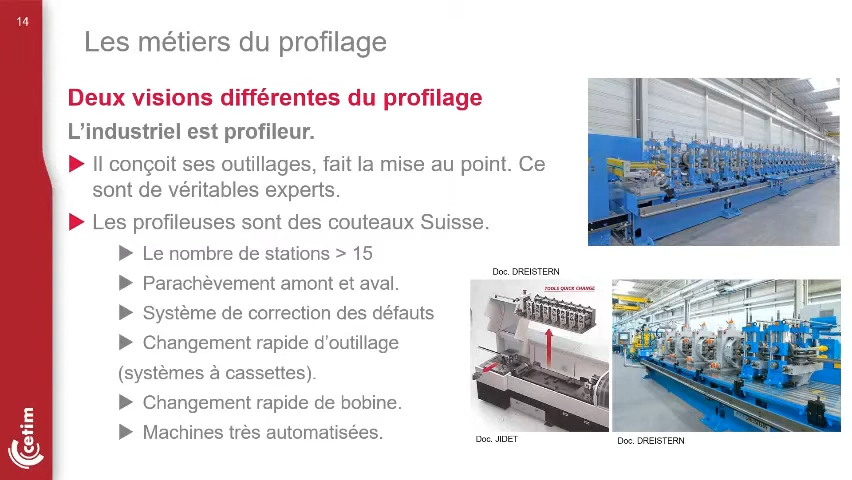 14
Les métiers du profilage
Deux visions différentes du profilage
L'industriel est profileur.
Il conçoit ses outillages, fait la mise au point. Ce
sont de véritables experts.
Les profileuses sont des couteaux Suisse.
Le nombre de stations > 15
Parachèvement amont et aval.
Système de correction des défauts
Changement rapide d'outillage
(systèmes à cassettes).
Changement rapide de bobine.
Machines très automatisées.
Doc. DREISTERN
TOOLS QUICK CHANGE
Doc. JIDET
Doc. DREISTERN
cetim